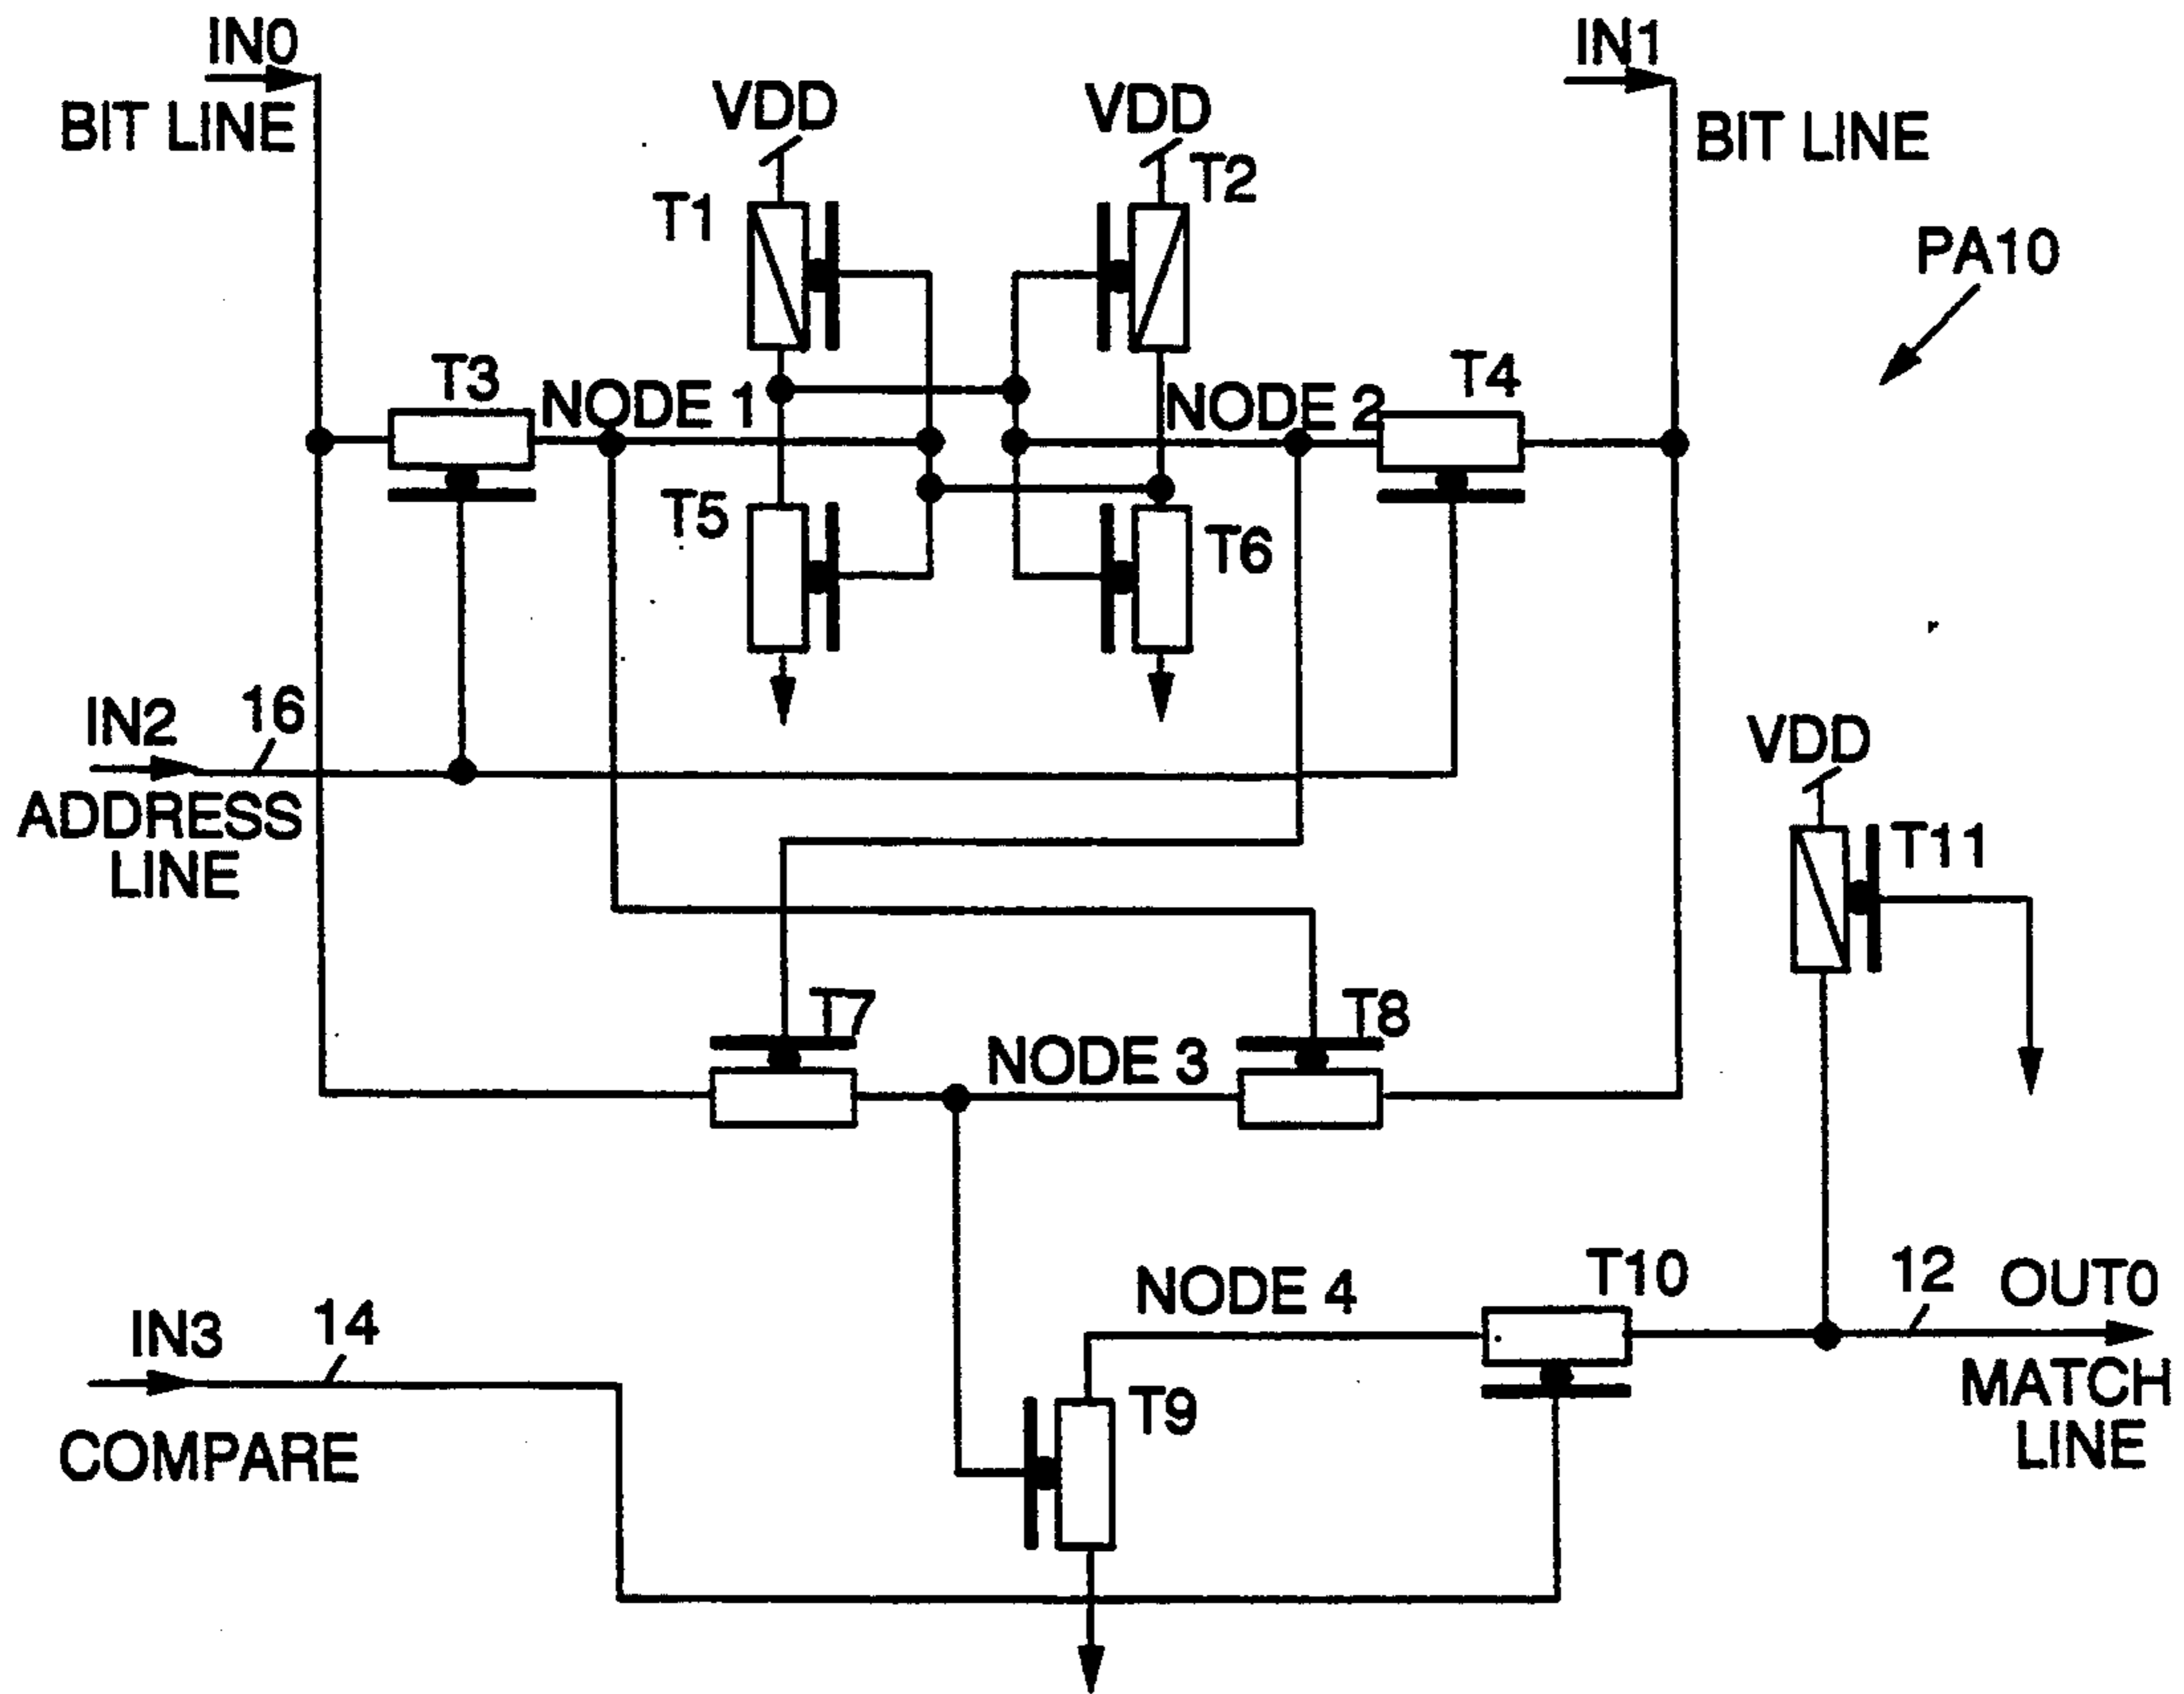 IN0
BIT LINE
IN1
BIT LINE
VDD
VDD
T1
T2
PA10
T3
NODE 1
NODE 2
T4
T5
T6
IN2
16
ADDRESS
LINE
VDD
T11
T7
NODE 3
T8
NODE 4
T10
12
OUT0
MATCH
LINE
IN3
14
COMPARE
T9